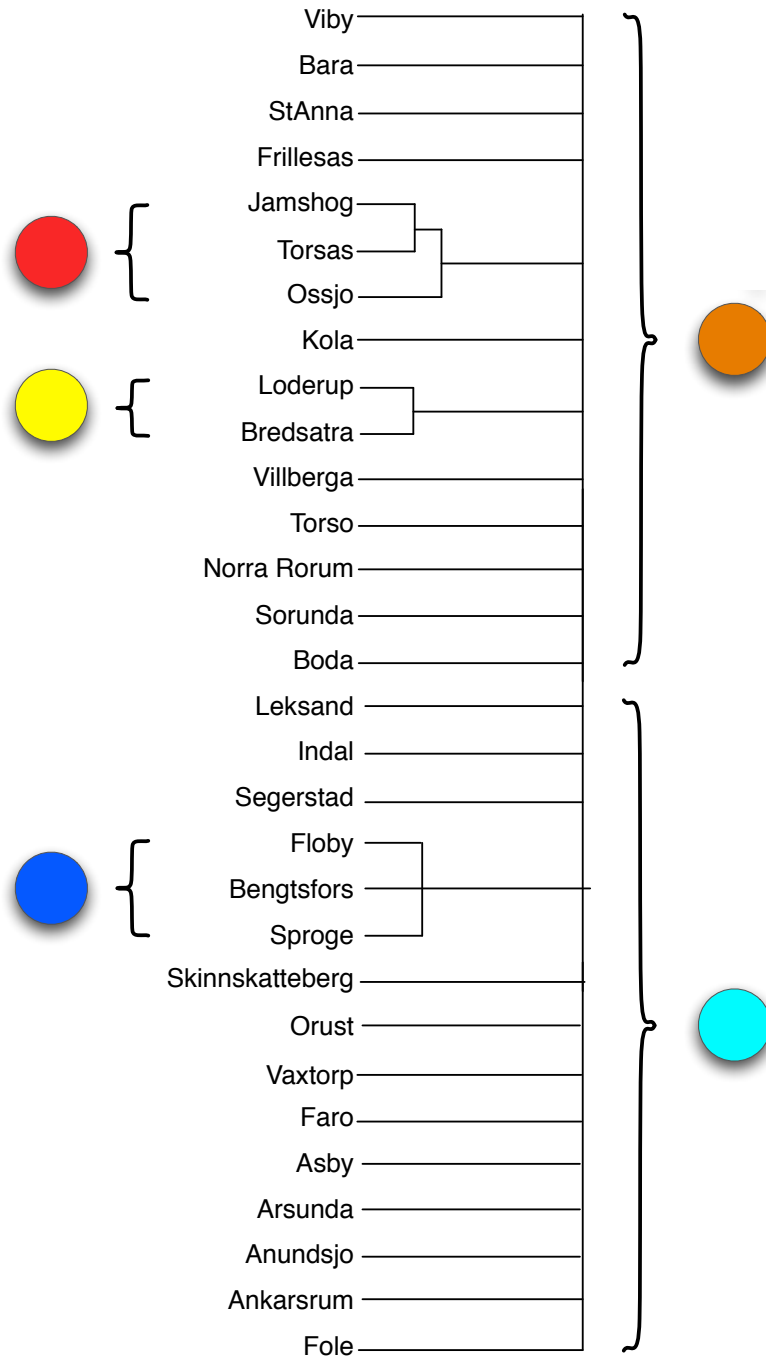 Viby
Bara
StAnna
Frillesas
Jamshog
Torsas
Ossjo
Kola
Loderup
Bredsatra
Villberga
Torso
Norra Rorum
Sorunda
Boda
Leksand
Indal
Segerstad
Floby
Bengtsfors
Sproge
Skinnskatteberg
Orust
Vaxtorp
Faro
Asby
Arsunda
Anundsjo
Ankarsrum
Fole